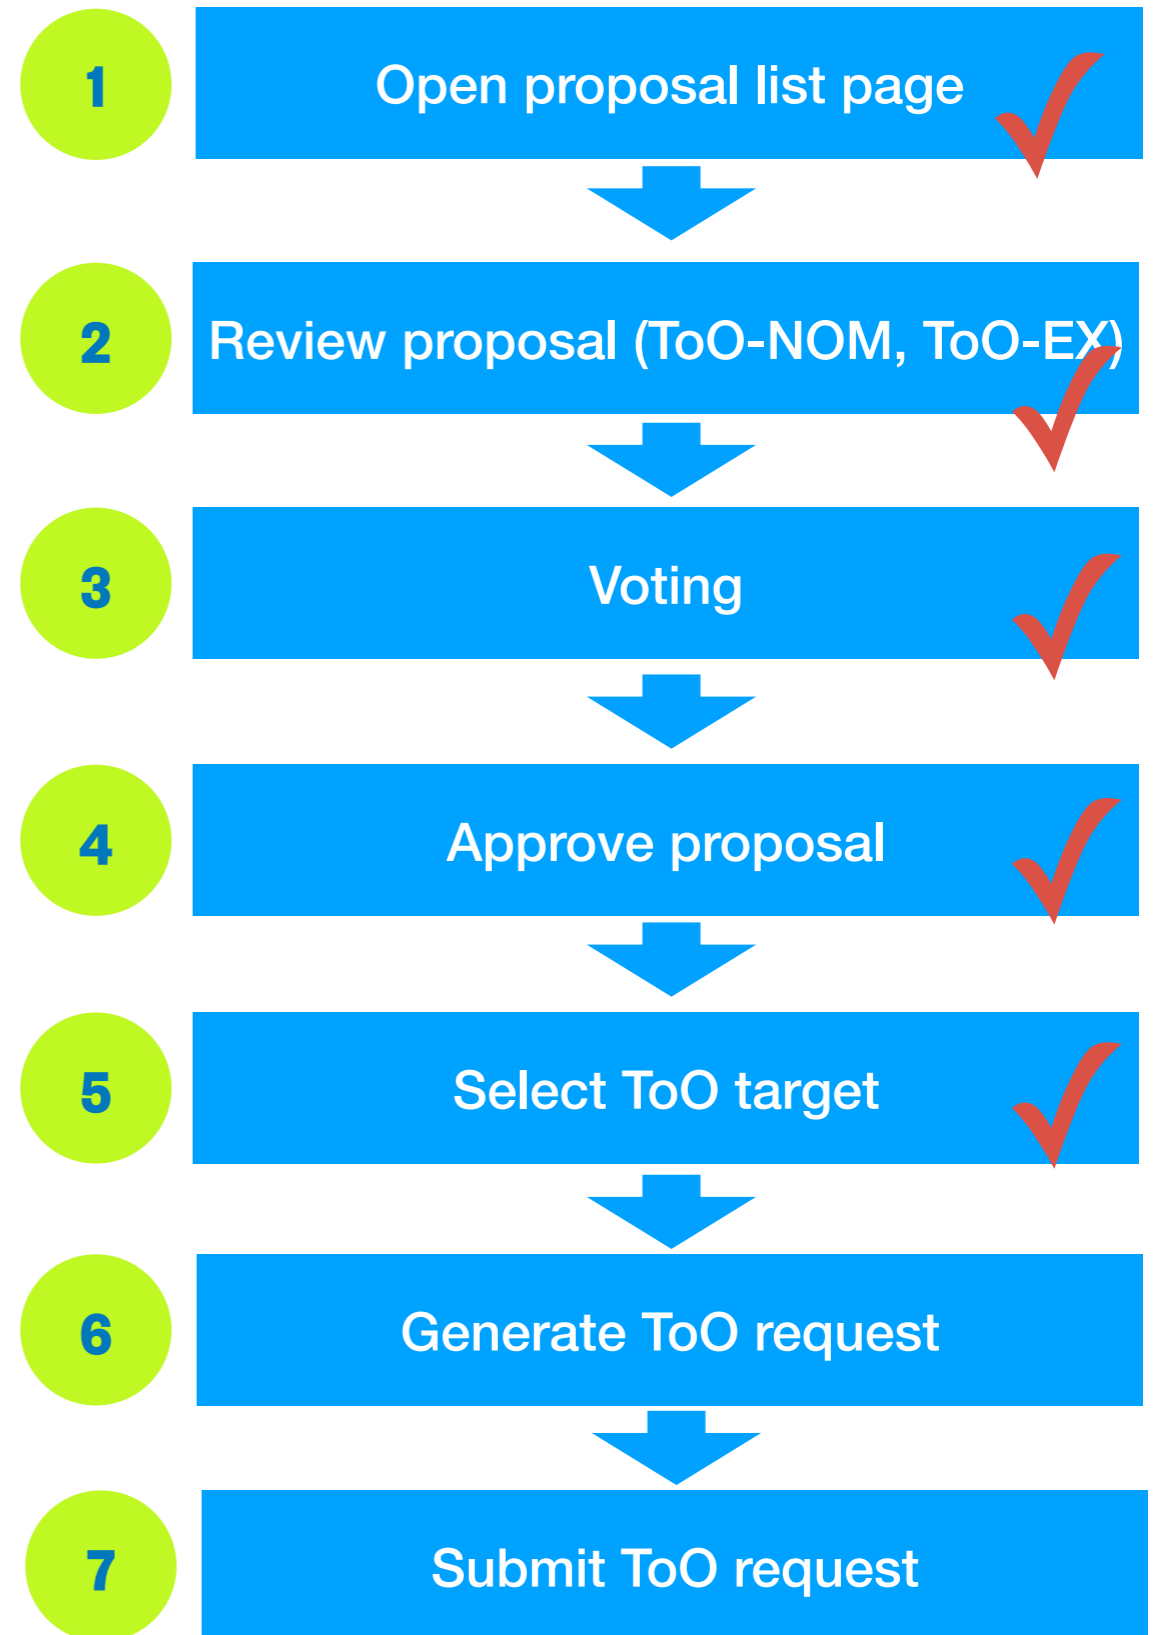 1
Open proposal list page
2
Review proposal (ToO-NOM, ToO-EX)
3
Voting
4
Approve proposal
5
Select ToO target
6
Generate ToO request
7
Submit ToO request